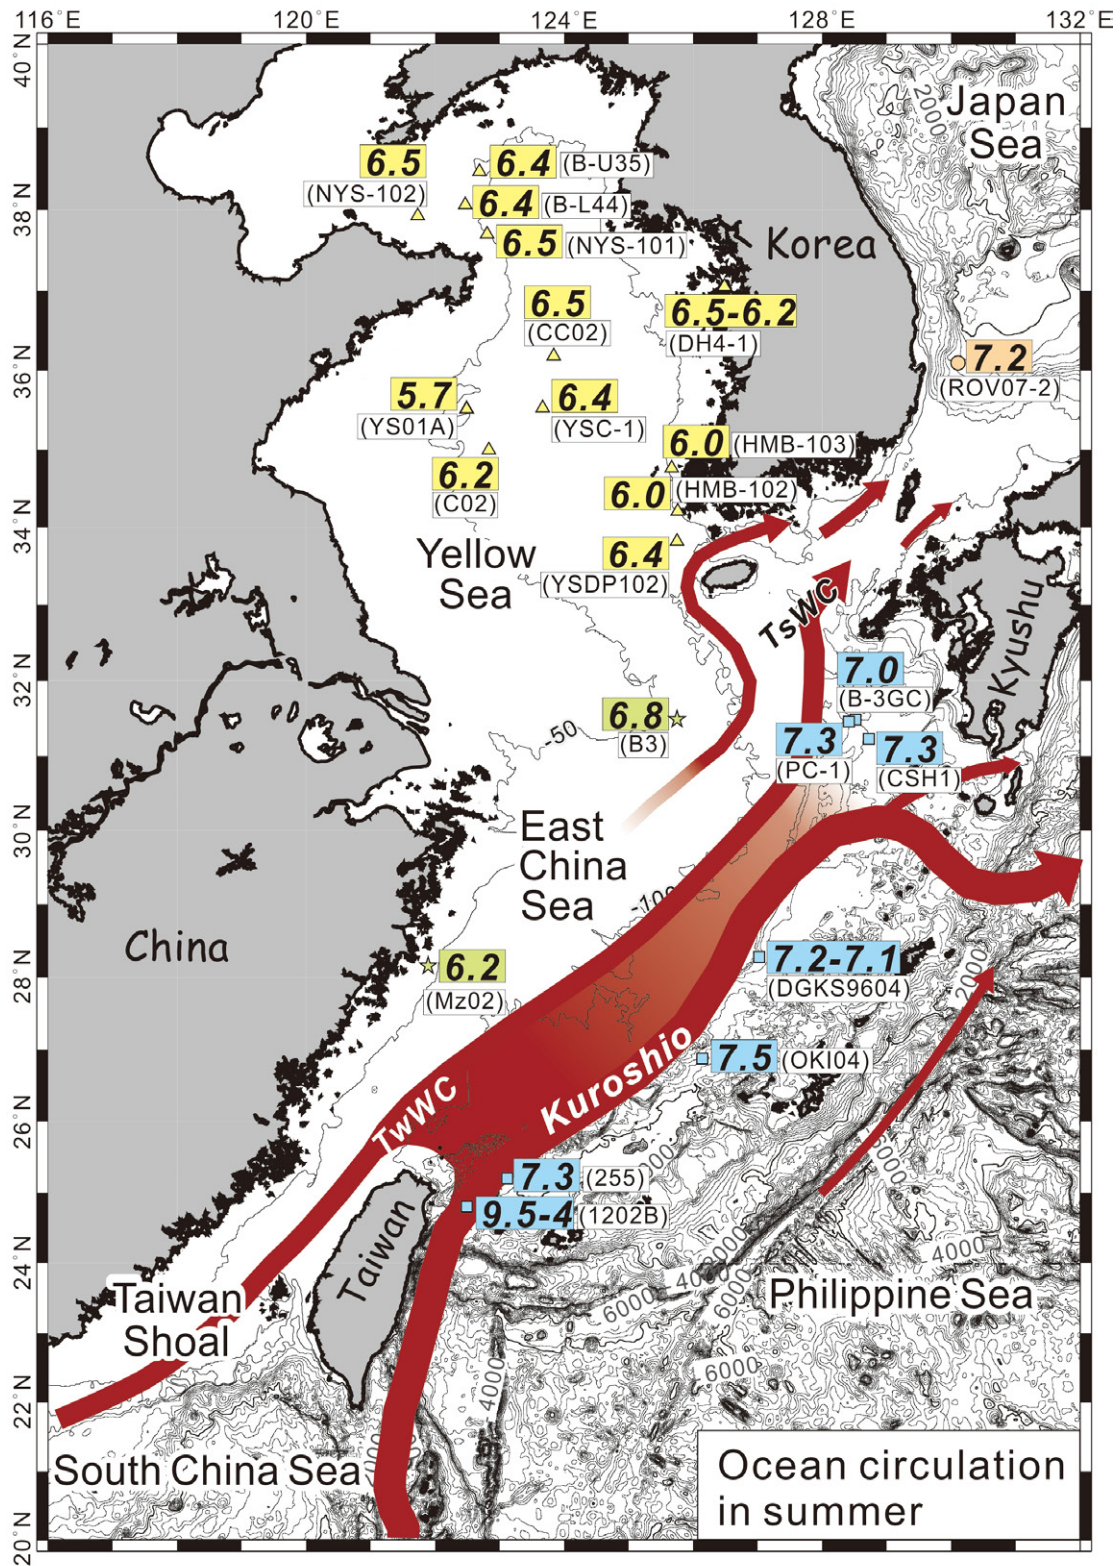 116°E 120°E 124°E 128°E 132°E
40°N
38°N
36°N
34°N
32°N
30°N
28°N
26°N
24°N
22°N
20°N
2000
Japan
Sea
6.5
(NYS-102)
6.4 (B-U35)
6.4 (B-L44)
6.5 (NYS-101)
Korea
6.5
(CC02)
6.5-6.2
(DH4-1)
7.2
(ROV07-2)
5.7
(YS01A)
6.4
(YSC-1)
6.0 (HMB-103)
6.2
(C02)
6.0 (HMB-102)
6.4
(YSDP102)
Yellow
Sea
TsWC
Kyushu
7.0
(B-3GC)
6.8
(B3)
-50
7.3
(PC-1)
7.3
(CSH1)
East
China
Sea
-100
China
6.2
(Mz02)
7.2-7.1
(DGKS9604)
2000
7.5 (OKI04)
Kuroshio
TwWC
7.3 (255)
9.5-4 (1202B)
Taiwan
4000
6000
4000
6000
4000
6000
Taiwan
Shoal
Philippine Sea
South China Sea
Ocean circulation
in summer